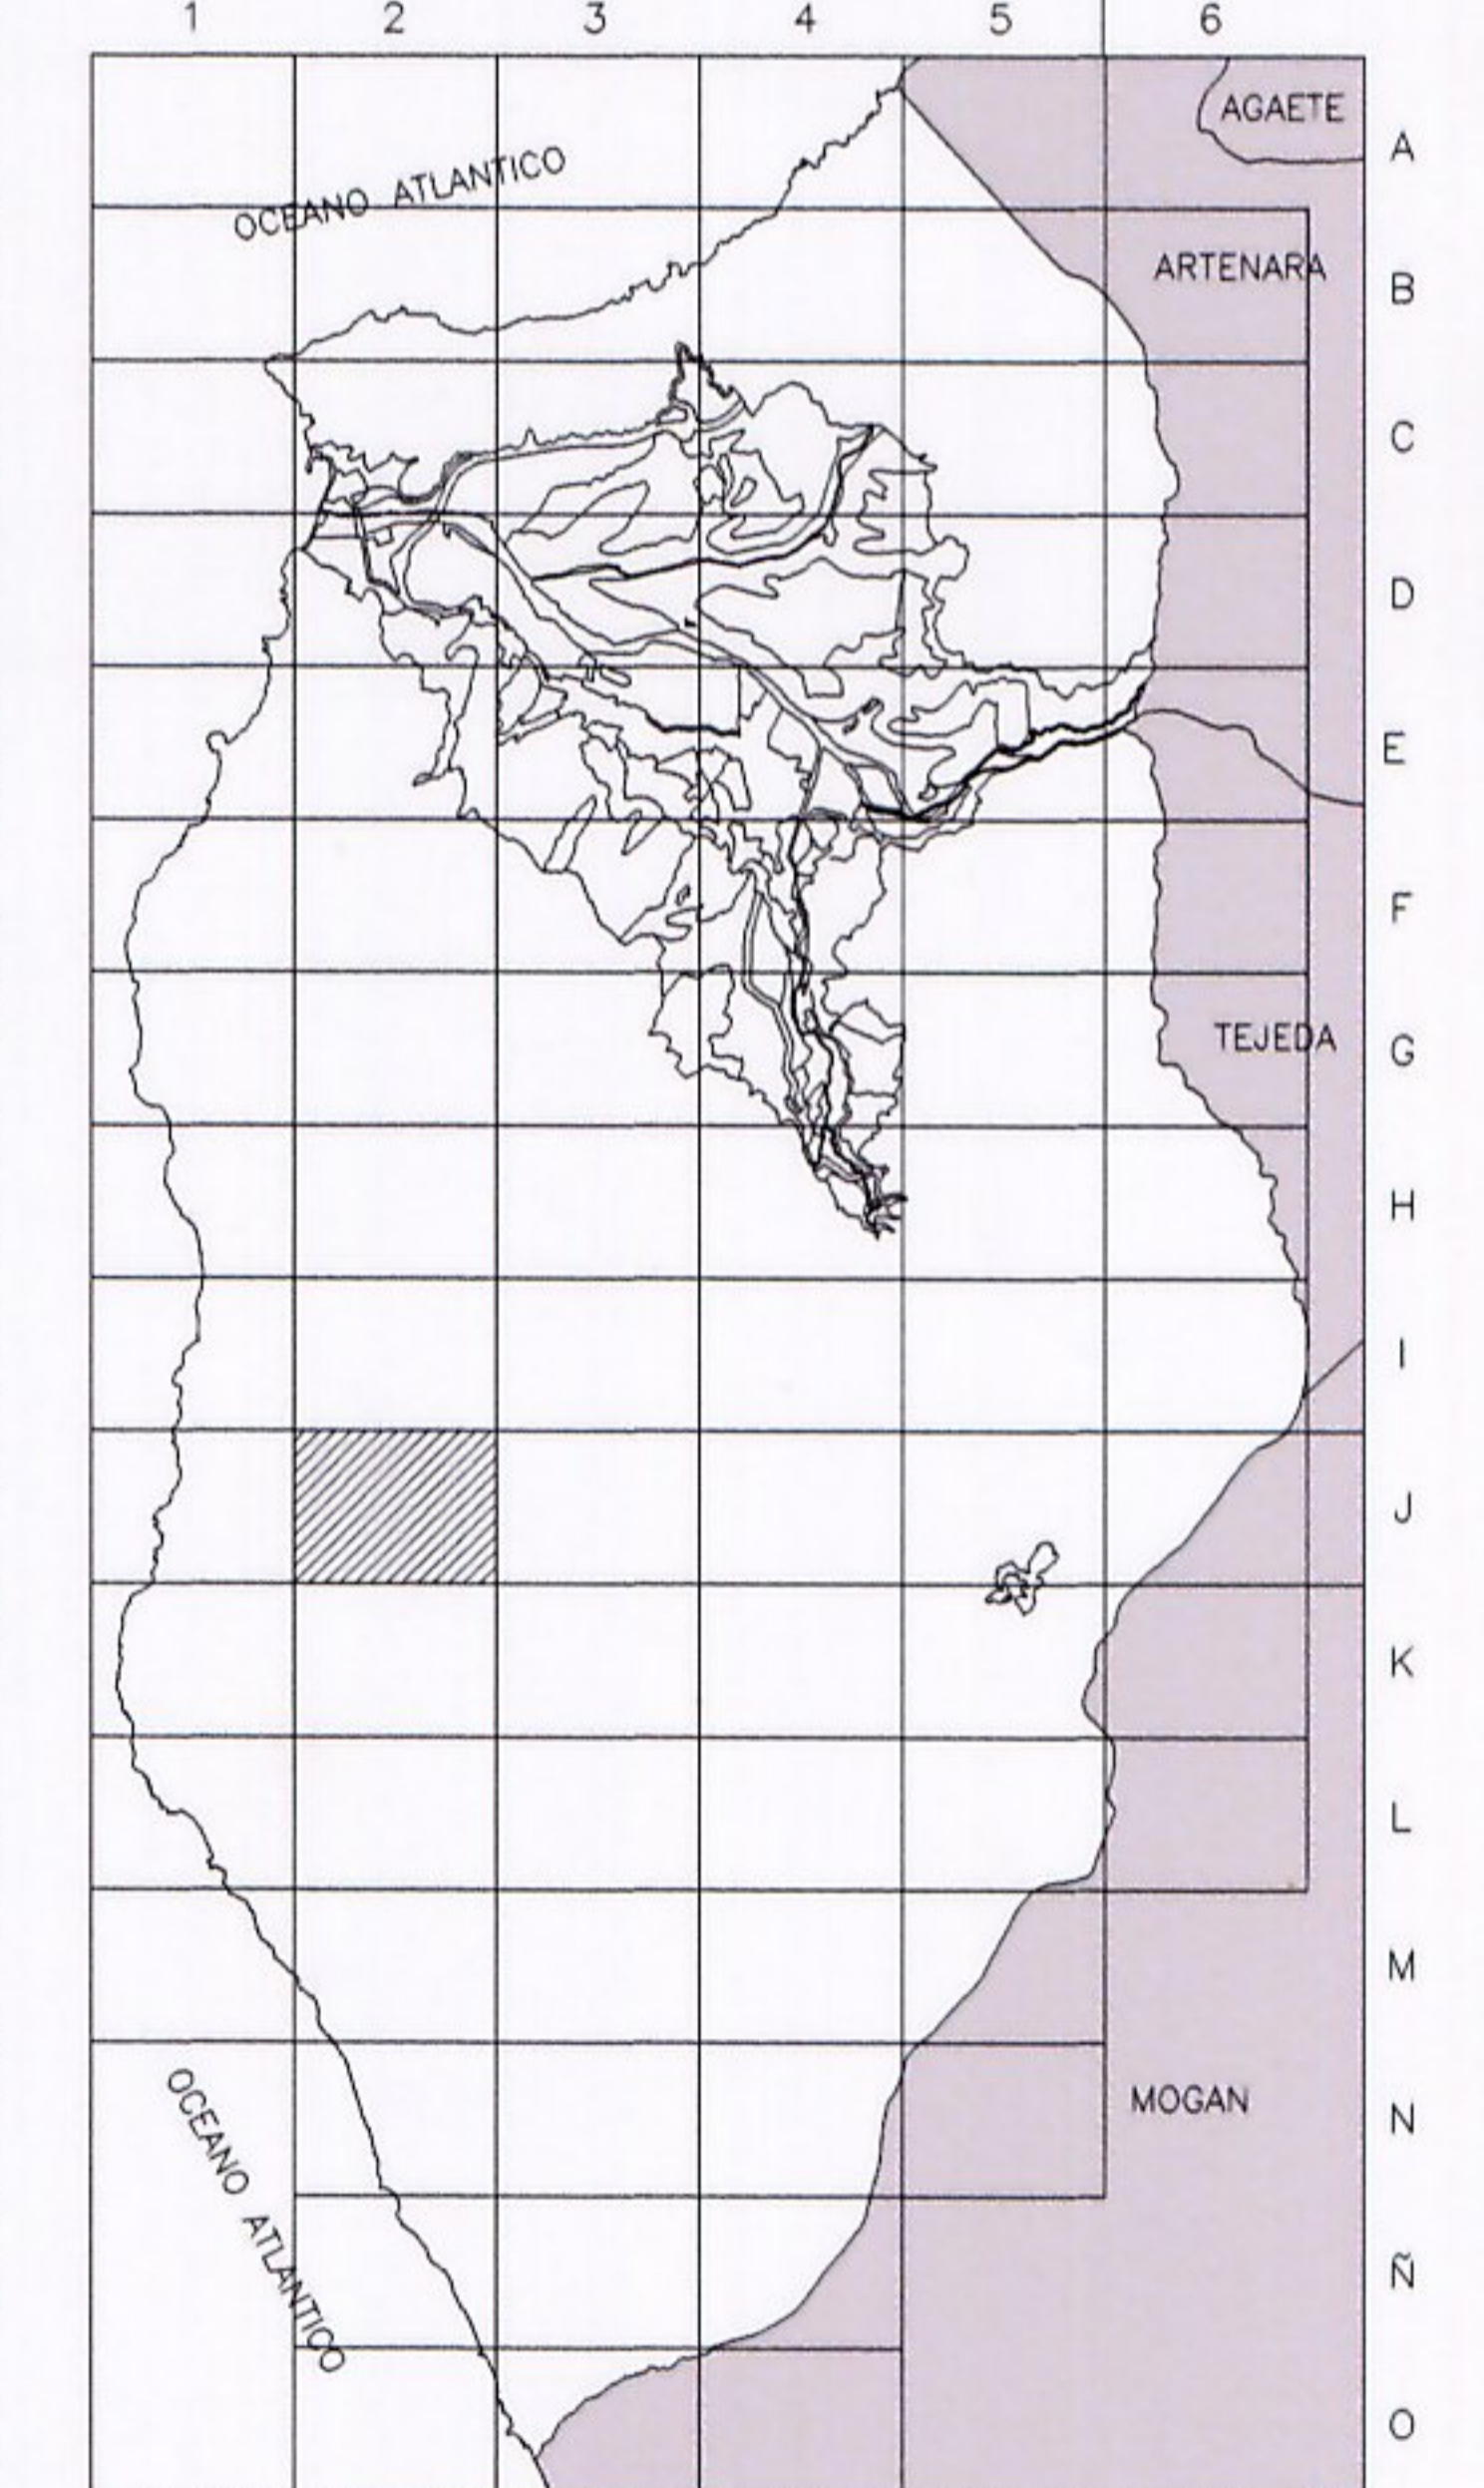 1 2 3 4 5 6
AGAETE
A
OCEANO ATLANTICO
ARTENARA
B
C
D
E
F
TEJEDA
G
H
I
J
K
L
M
N
OCEANO ATLANTICO
MOGAN
Ñ
O